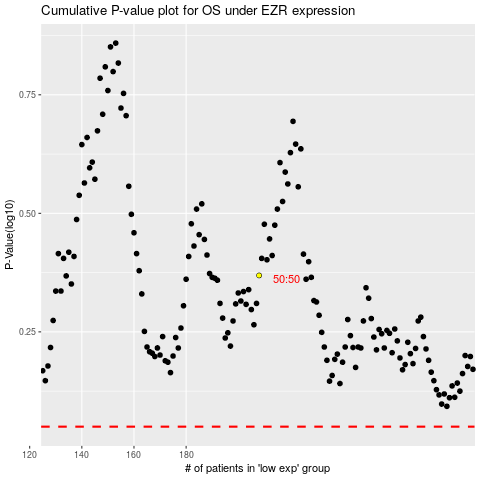 Cumulative P-value plot for OS under EZR expression
P-Value(log10)
0.75
0.50
0.25
50:50
120 140 160 180
# of patients in 'low exp' group